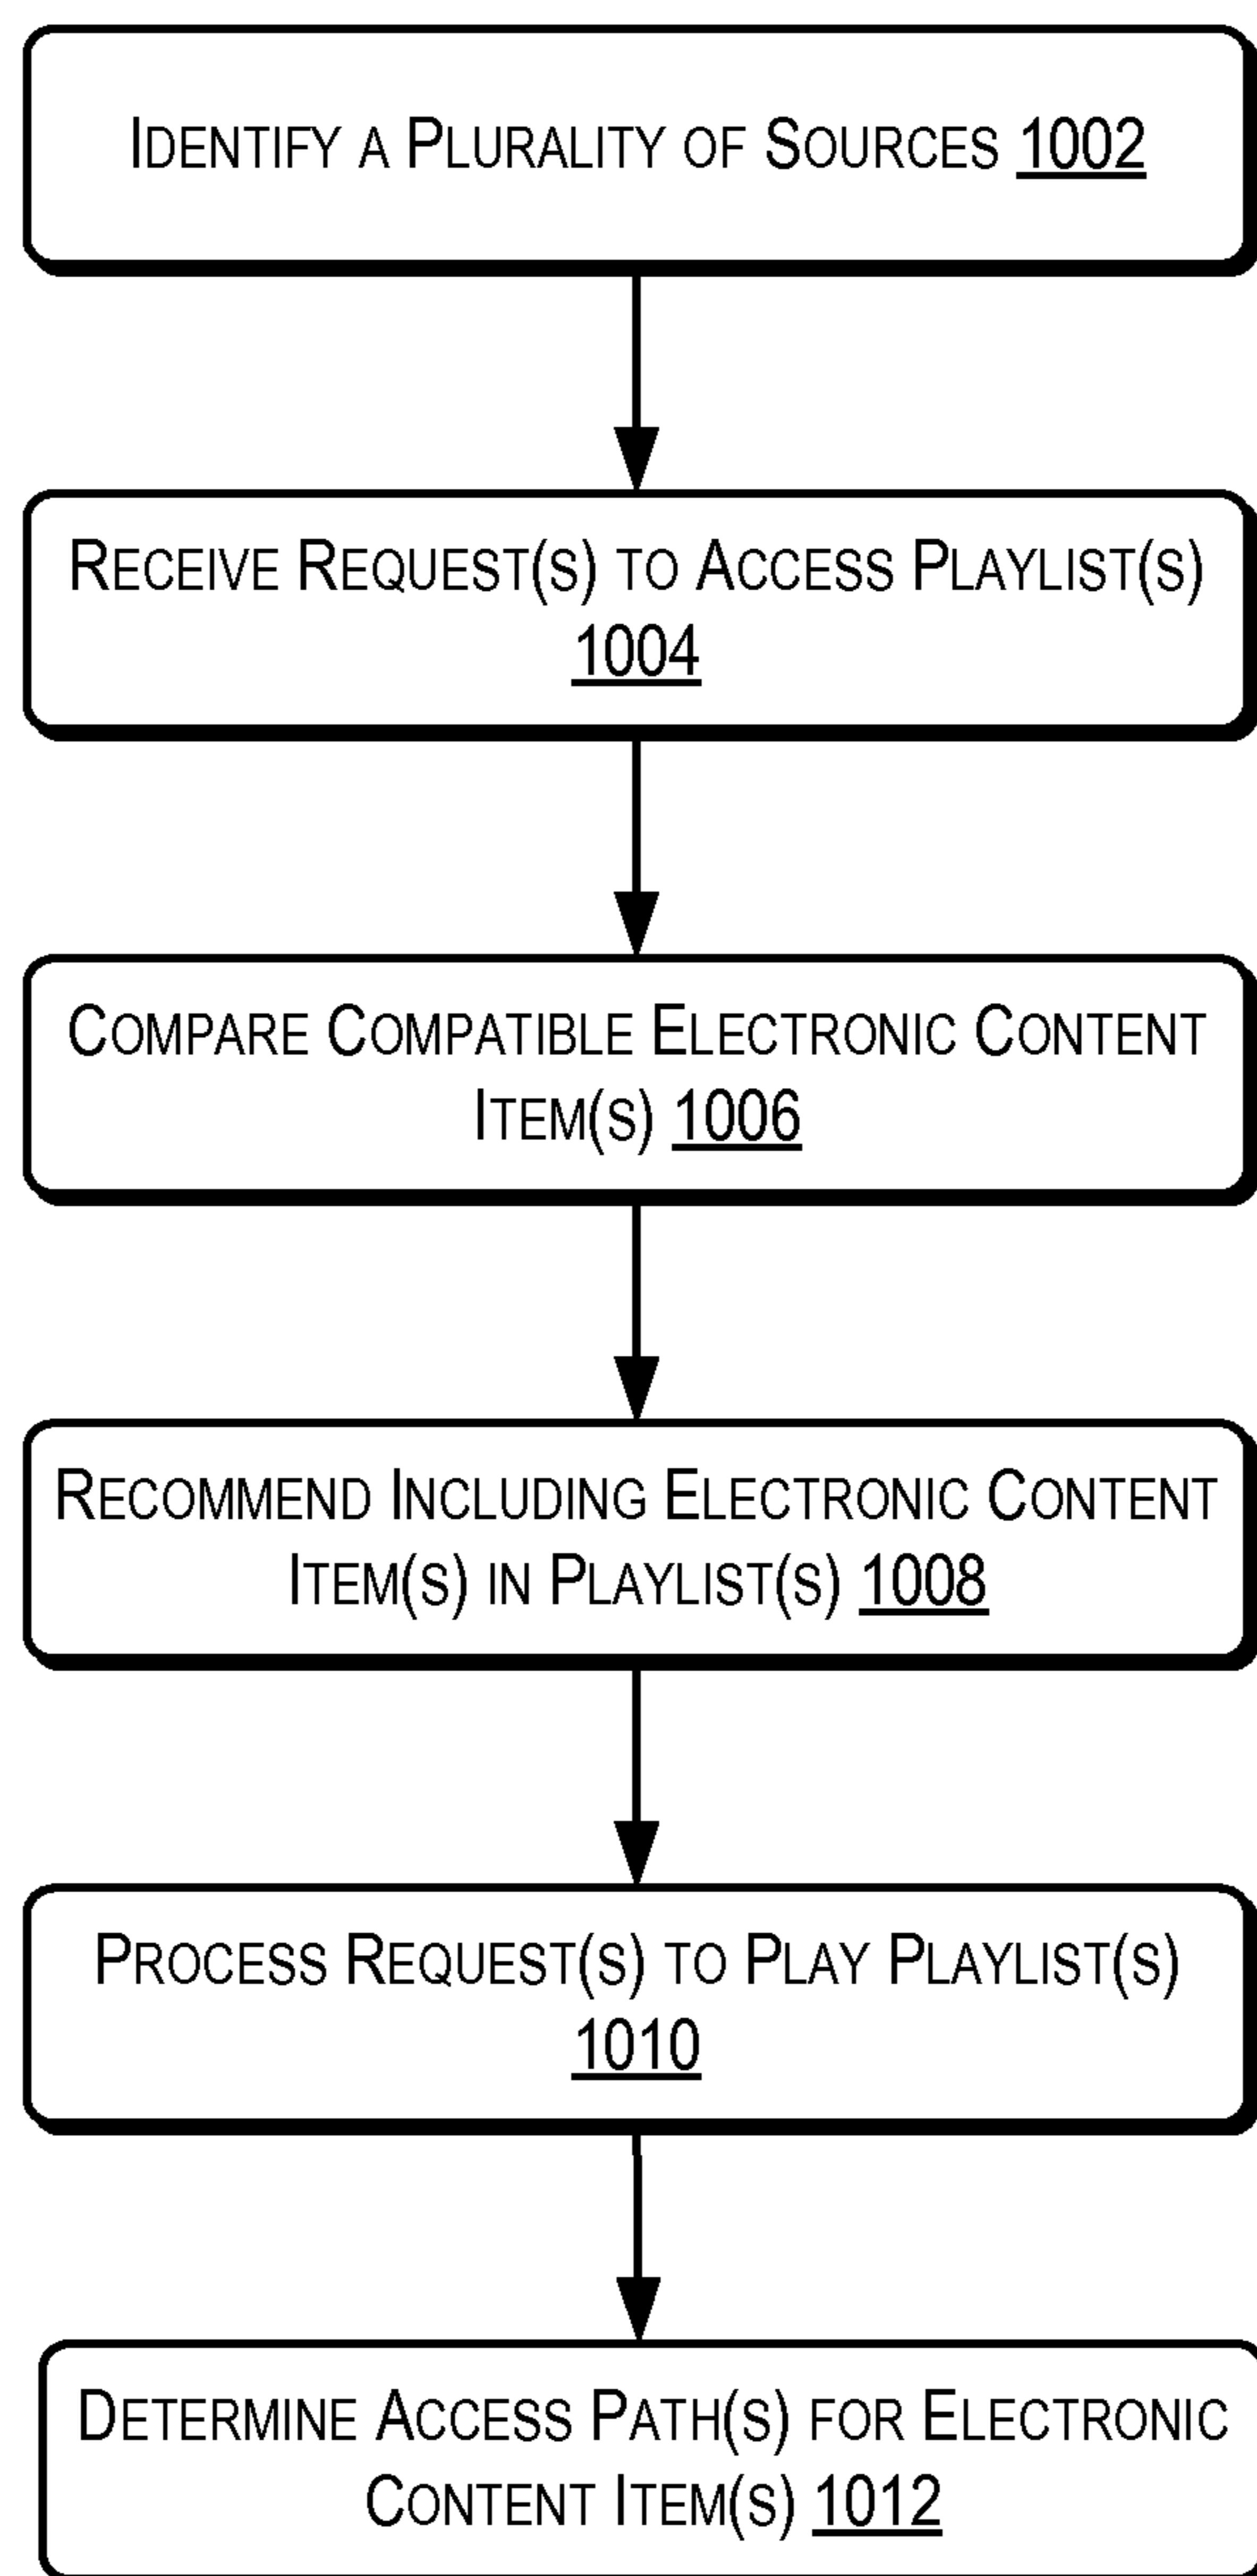 IDENTIFY A PLURALITY OF SOURCES 1002
RECEIVE REQUEST(S) TO ACCESS PLAYLIST(S)
1004
COMPARE COMPATIBLE ELECTRONIC CONTENT
ITEM(S) 1006
RECOMMEND INCLUDING ELECTRONIC CONTENT
ITEM(S) IN PLAYLIST(S) 1008
PROCESS REQUEST(S) TO PLAY PLAYLIST(S)
1010
DETERMINE ACCESS PATH(S) FOR ELECTRONIC
CONTENT ITEM(S) 1012